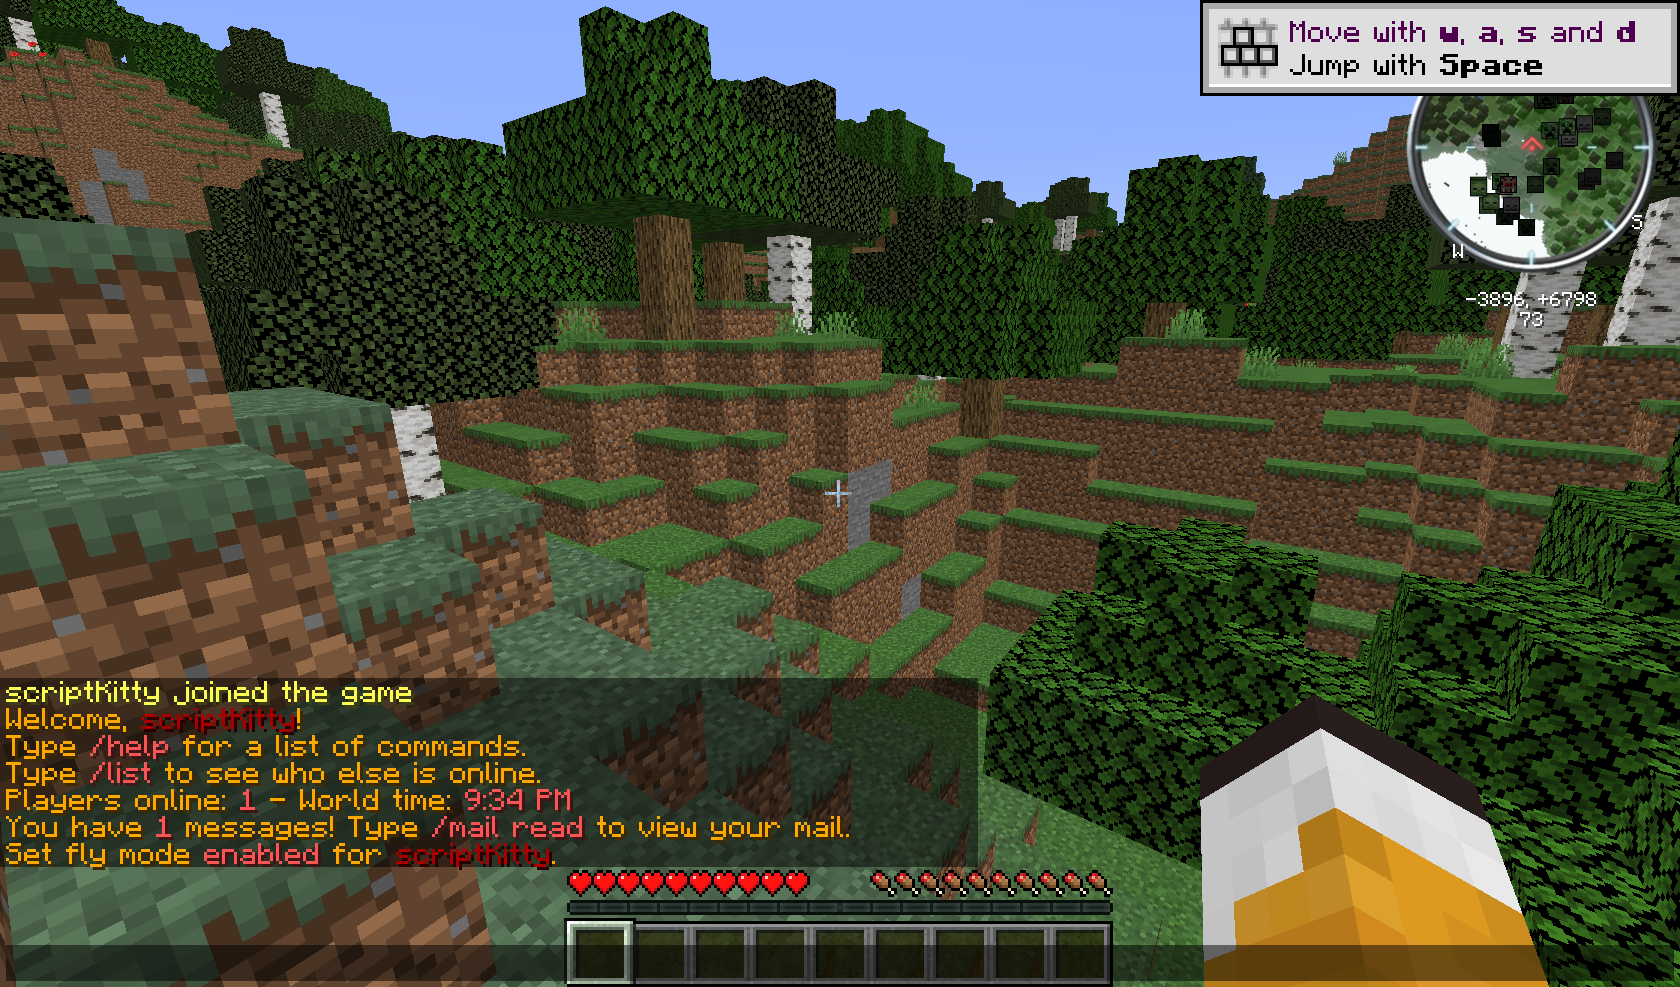 Move with w, a, s and d
Jump with Space
S
W
-3896, +6798
73
scriptKitty joined the game
Welcome, scriptKitty!
Type /help for a list of commands.
Type /list to see who else is online.
Players online: 1 - World time: 9:34 PM
You have 1 messages! Type /mail read to view your mail.
Set fly mode enabled for scriptKitty.